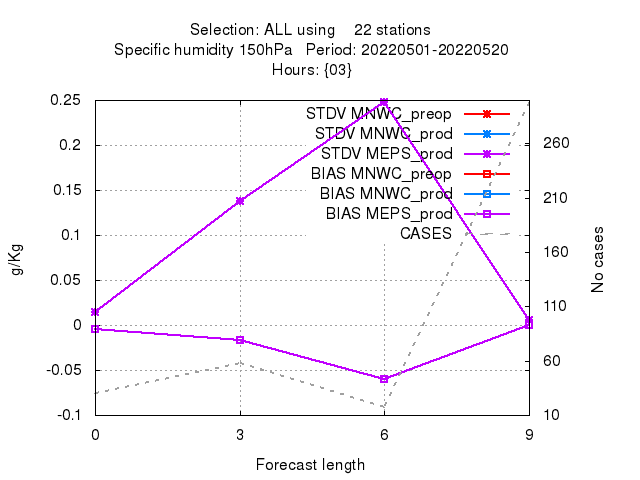 Selection: ALL using    22 stations
Specific humidity 150hPa   Period: 20220501-20220520
Hours: {03}
0.25
0.2
0.15
0.1
0.05
0
-0.05
-0.1
g/Kg
STDV MNWC_preop
STDV MNWC_prod
STDV MEPS_prod
BIAS MNWC_preop
BIAS MNWC_prod
BIAS MEPS_prod
CASES
260
210
160
110
60
10
No cases
0 3 6 9
Forecast length